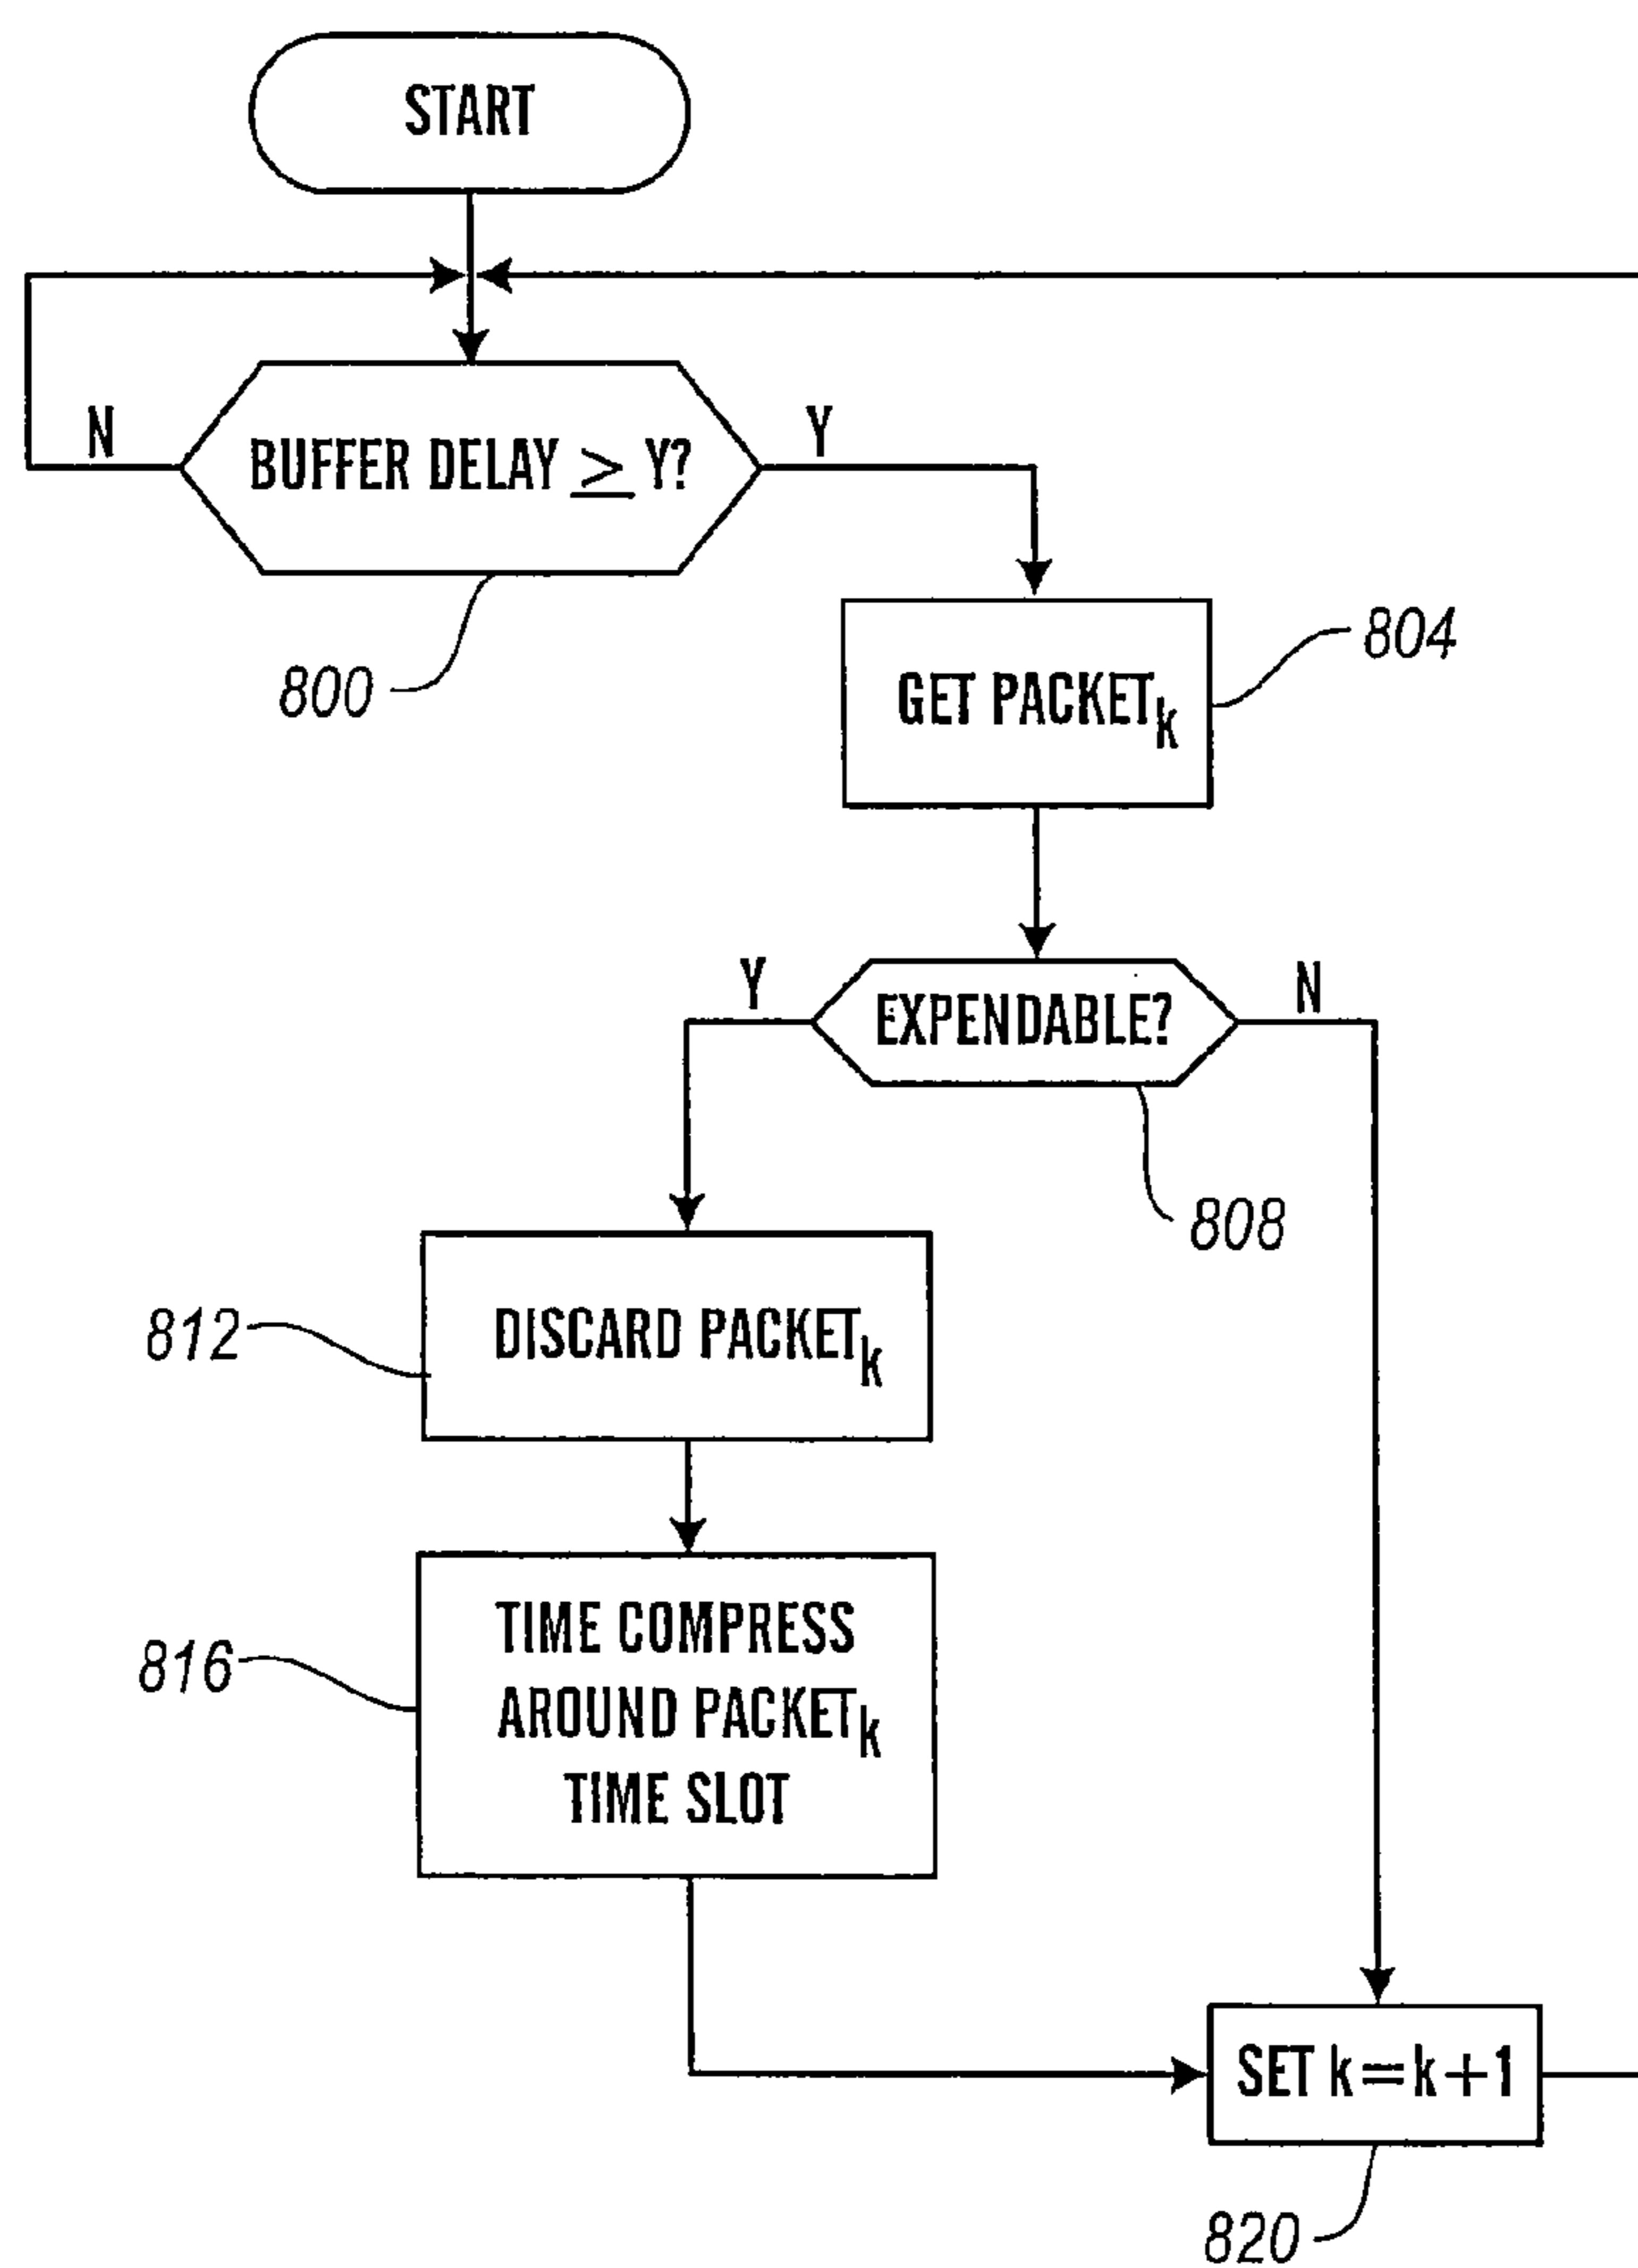 START
N
Y
BUFFER DELAY ≥ Y?
800
804
GET PACKETk
Y
N
EXPENDABLE?
808
812
DISCARD PACKETk
816
TIME COMPRESS
AROUND PACKETk
TIME SLOT
SET k=k+1
820